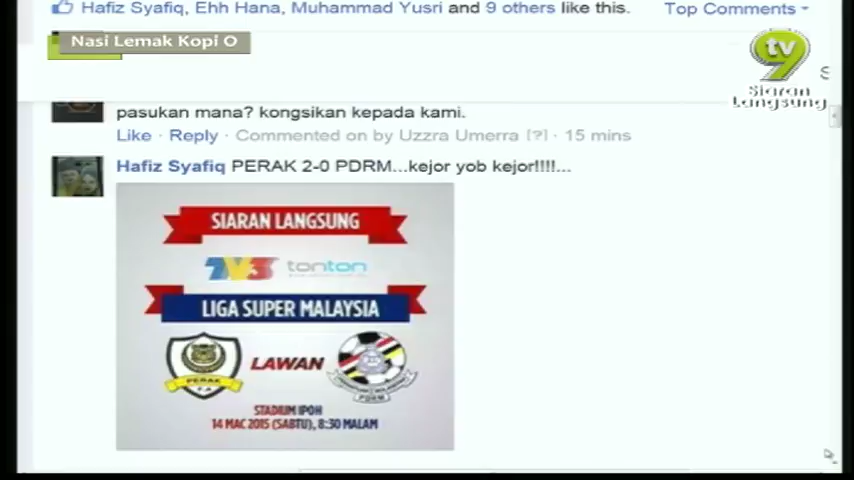 Hafiz Syafiq, Ehh Hana, Muhammad Yusri and 9 others like this.
Top Comments
Nasi Lemak Kopi O
tv9
Siaran
Langsung
S
pasukan mana? kongsikan kepada kami.
Like · Reply · Commented on by Uzzra Umerra [?] · 15 mins
Hafiz Syafiq PERAK 2-0 PDRM...kejor yob kejor!!!!...
SIARAN LANGSUNG
TV3 tonton
LIGA SUPER MALAYSIA
LAWAN
PERAK
F.A
PDRM
STADIUM IPOH
14 MAC 2015 (SABTU), 8:30 MALAM